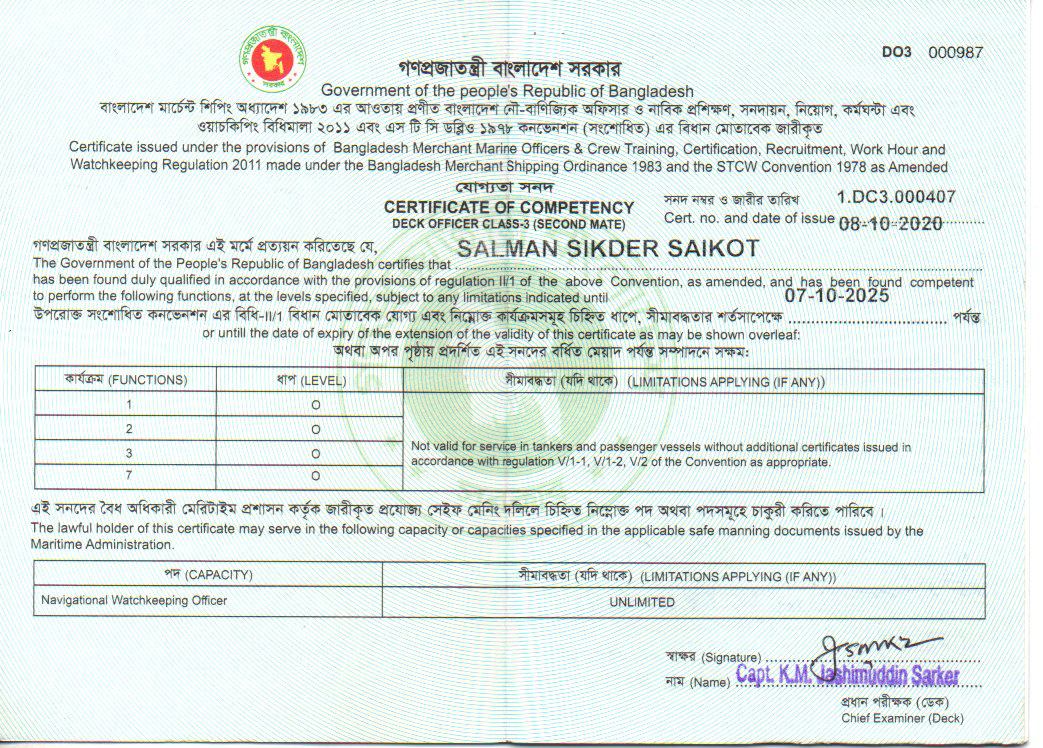 গণপ্রজাতন্ত্রী বাংলাদেশ
সরকার
DO3 000987
গণপ্রজাতন্ত্রী বাংলাদেশ সরকার
Government of the people's Republic of Bangladesh
বাংলাদেশ মার্চেন্ট শিপিং অধ্যাদেশ ১৯৮৩ এর আওতায় প্রণীত বাংলাদেশ নৌ-বাণিজ্যিক অফিসার ও নাবিক প্রশিক্ষণ, সনদায়ন, নিয়োগ, কর্মঘন্টা এবং
ওয়াচকিপিং বিধিমালা ২০১১ এবং এস টি সি ডব্লিও ১৯৭৮ কনভেনশন (সংশোধিত) এর বিধান মোতাবেক জারীকৃত
Certificate issued under the provisions of Bangladesh Merchant Marine Officers & Crew Training, Certification, Recruitment, Work Hour and
Watchkeeping Regulation 2011 made under the Bangladesh Merchant Shipping Ordinance 1983 and the STCW Convention 1978 as Amended
যোগ্যতা সনদ
CERTIFICATE OF COMPETENCY
DECK OFFICER CLASS-3 (SECOND MATE)
সনদ নম্বর ও জারীর তারিখ 1.DC3.000407
Cert. no. and date of issue 08-10-2020
গণপ্রজাতন্ত্রী বাংলাদেশ সরকার এই মর্মে প্রত্যয়ন করিতেছে যে,
The Government of the People's Republic of Bangladesh certifies that SALMAN SIKDER SAIKOT
has been found duly qualified in accordance with the provisions of regulation II/1 of the above Convention, as amended, and has been found competent
to perform the following functions, at the levels specified, subject to any limitations indicated until 07-10-2025
উপরোক্ত সংশোধিত কনভেনশন এর বিধি-II/1 বিধান মোতাবেক যোগ্য এবং নিম্নোক্ত কার্যক্রমসমূহ চিহ্নিত ধাপে, সীমাবদ্ধতার শর্তসাপেক্ষে ........................................ পর্যন্ত
or untill the date of expiry of the extension of the validity of this certificate as may be shown overleaf:
অথবা অপর পৃষ্ঠায় প্রদর্শিত এই সনদের বর্ধিত মেয়াদ পর্যন্ত সম্পাদনে সক্ষম:
কার্যক্রম (FUNCTIONS) ধাপ (LEVEL) সীমাবদ্ধতা (যদি থাকে) (LIMITATIONS APPLYING (IF ANY))
1 O
2 O
3 O
7 O
Not valid for service in tankers and passenger vessels without additional certificates issued in
accordance with regulation V/1-1, V/1-2, V/2 of the Convention as appropriate.
এই সনদের বৈধ অধিকারী মেরিটাইম প্রশাসন কর্তৃক জারীকৃত প্রযোজ্য সেইফ মেনিং দলিলে চিহ্নিত নিম্নোক্ত পদ অথবা পদসমূহে চাকুরী করিতে পারিবে ।
The lawful holder of this certificate may serve in the following capacity or capacities specified in the applicable safe manning documents issued by the
Maritime Administration.
পদ (CAPACITY) সীমাবদ্ধতা (যদি থাকে) (LIMITATIONS APPLYING (IF ANY))
Navigational Watchkeeping Officer UNLIMITED
স্বাক্ষর (Signature)
নাম (Name) Capt. K.M. Jashimuddin Sarker
প্রধান পরীক্ষক (ডেক)
Chief Examiner (Deck)